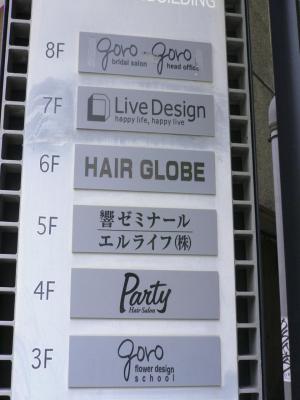 BUILDING
8F
goro - goro
bridal salon head office
7F
LiveDesign
happy life, happy live
6F
HAIR GLOBE
5F
響ゼミナール
エルライフ(株)
4F
Party
Hair Salon
3F
goro
flower design
school